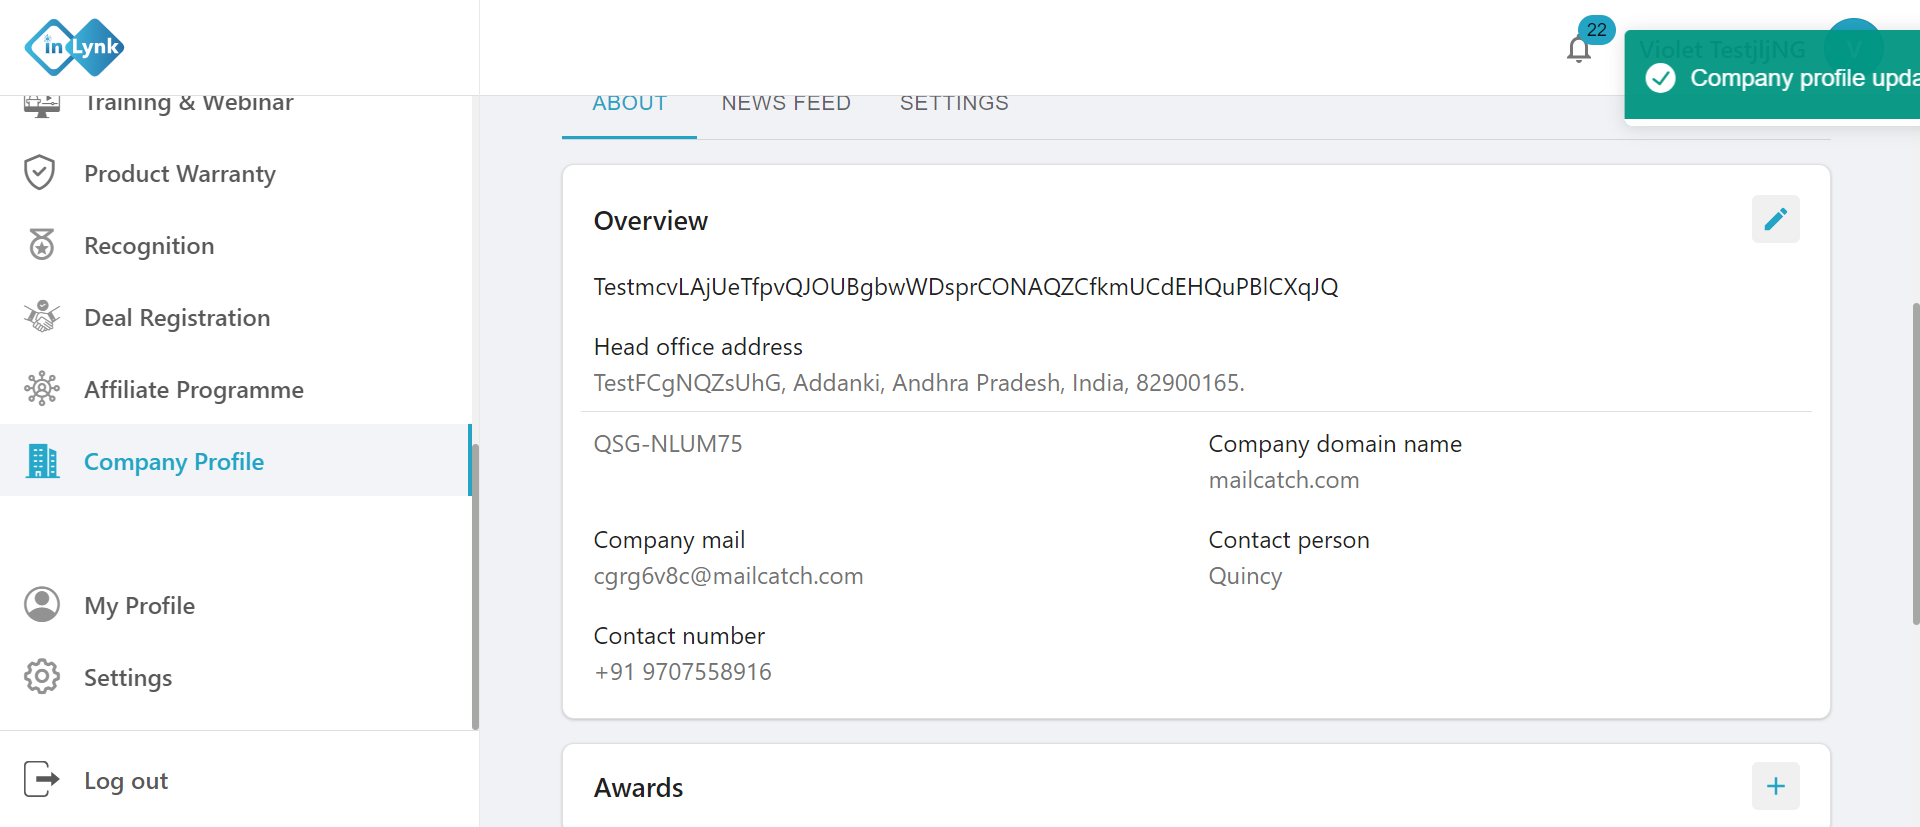 in Lynk
22
Violet TestjljNG
Company profile upda
Training & Webinar
ABOUT NEWS FEED SETTINGS
Product Warranty
Recognition
Deal Registration
Affiliate Programme
Company Profile
My Profile
Settings
Log out
Overview
TestmcvLAjUeTfpvQJOUBgbwWDsprCONAQZCfkmUCdEHQuPBlCXqJQ
Head office address
TestFCgNQZsUhG, Addanki, Andhra Pradesh, India, 82900165.
QSG-NLUM75
Company domain name
mailcatch.com
Company mail
cgrg6v8c@mailcatch.com
Contact person
Quincy
Contact number
+91 9707558916
Awards